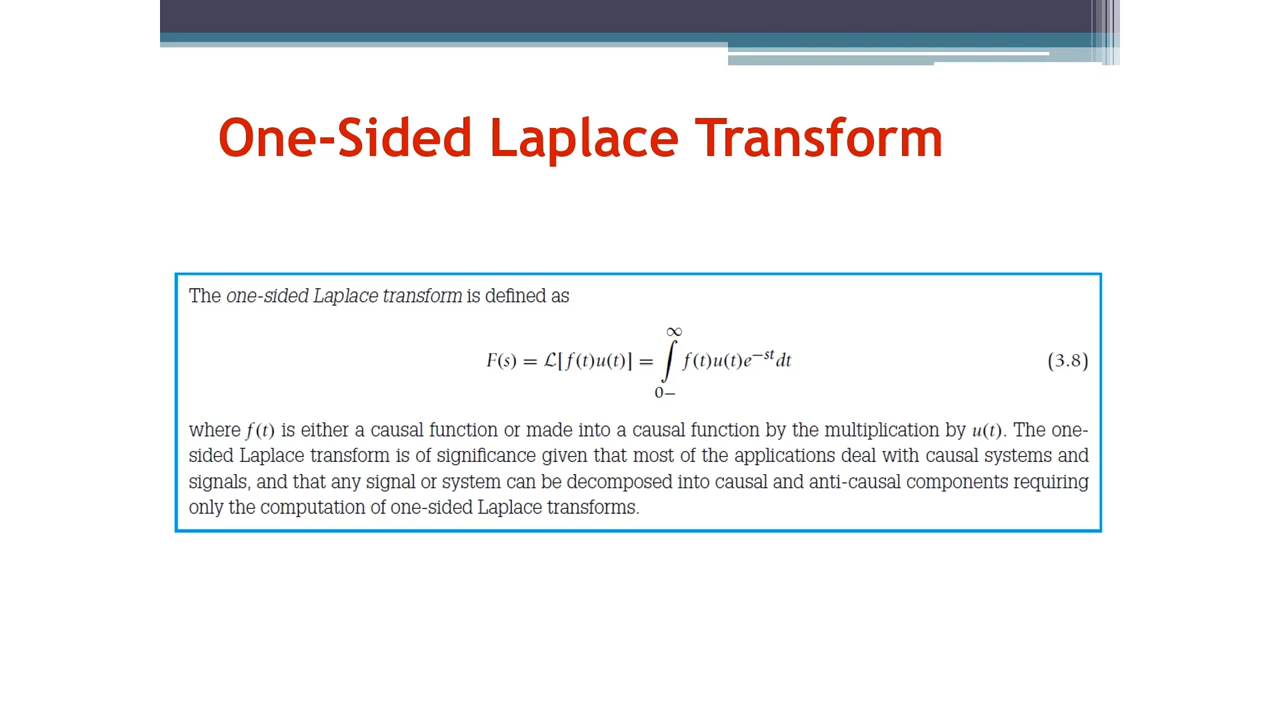 One-Sided Laplace Transform
The one-sided Laplace transform is defined as
F(s) = ℒ[f(t)u(t)] = ∫₀₋^∞ f(t)u(t)e^{−st}dt (3.8)
where f(t) is either a causal function or made into a causal function by the multiplication by u(t). The one-
sided Laplace transform is of significance given that most of the applications deal with causal systems and
signals, and that any signal or system can be decomposed into causal and anti-causal components requiring
only the computation of one-sided Laplace transforms.